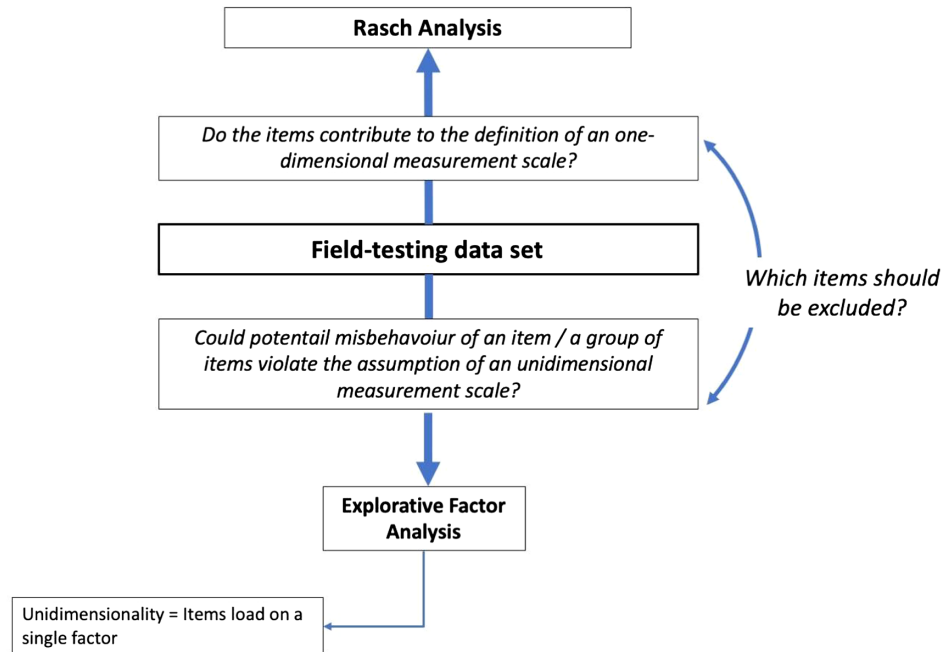 Rasch Analysis
Do the items contribute to the definition of an one-
dimensional measurement scale?
Field-testing data set
Which items should
be excluded?
Could potentail misbehavoiur of an item / a group of
items violate the assumption of an unidimensional
measurement scale?
Explorative Factor
Analysis
Unidimensionality = Items load on a
single factor